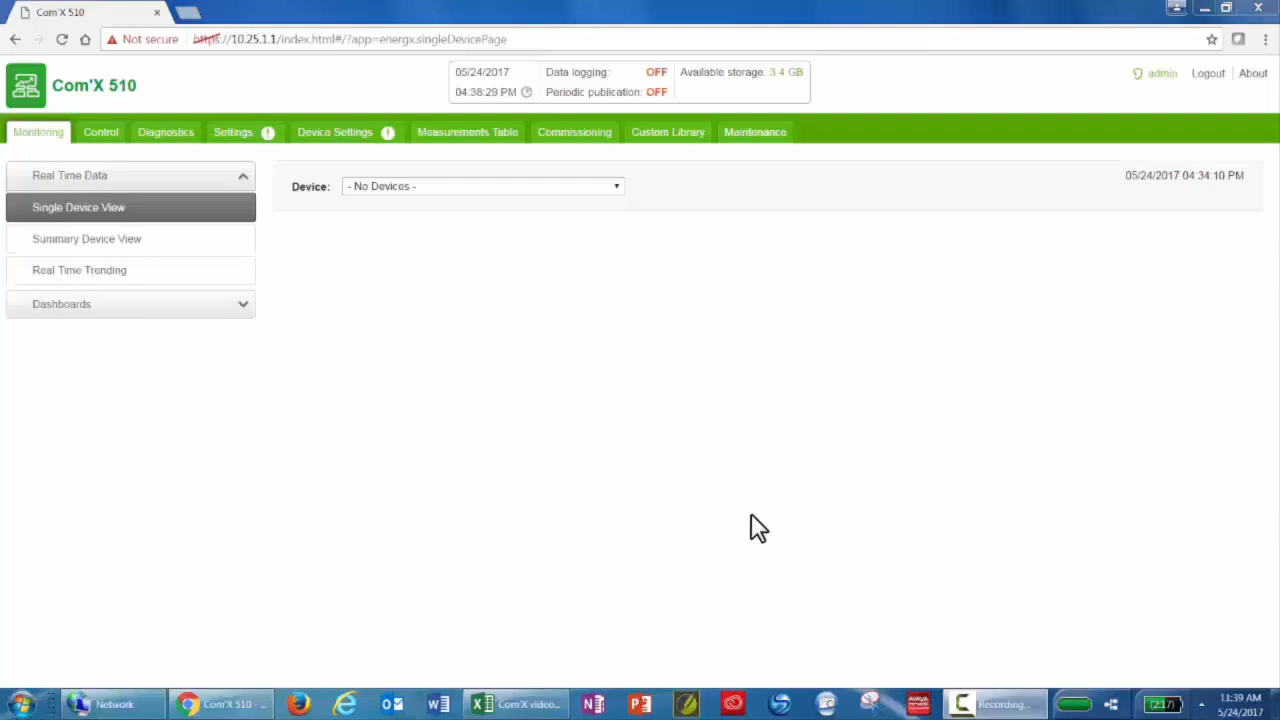 Com'X 510
Not secure https://10.25.1.1/index.html#/?app=energx.singleDevicePage
Com'X 510
05/24/2017 Data logging: OFF Available storage: 3.4 GB
04:38:29 PM Periodic publication: OFF
admin Logout About
Monitoring Control Diagnostics Settings ! Device Settings ! Measurements Table Commissioning Custom Library Maintenance
Real Time Data
Single Device View
Summary Device View
Real Time Trending
Dashboards
Device: - No Devices -
05/24/2017 04:34:10 PM
Network Com'X 510 - ... Com'X video... Recording... (2:17) 11:39 AM
5/24/2017